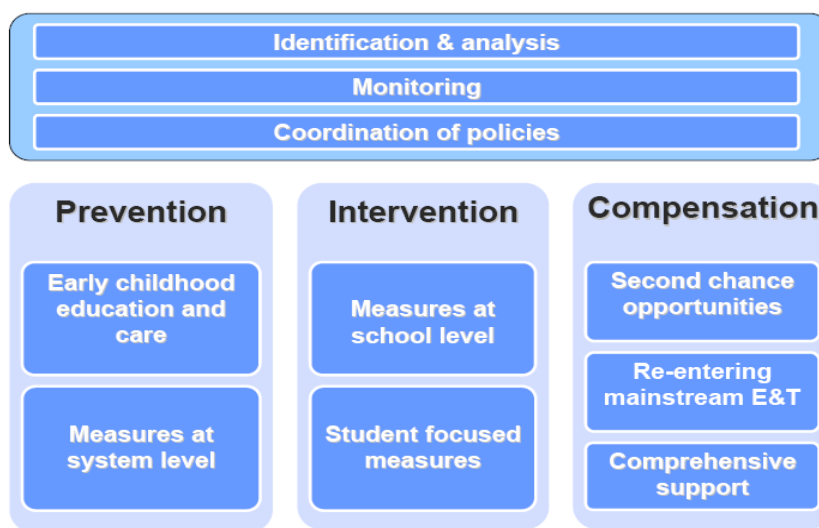 Identification & analysis
Monitoring
Coordination of policies
Prevention
Early childhood
education and
care
Measures at
system level
Intervention
Measures at
school level
Student focused
measures
Compensation
Second chance
opportunities
Re-entering
mainstream E&T
Comprehensive
support